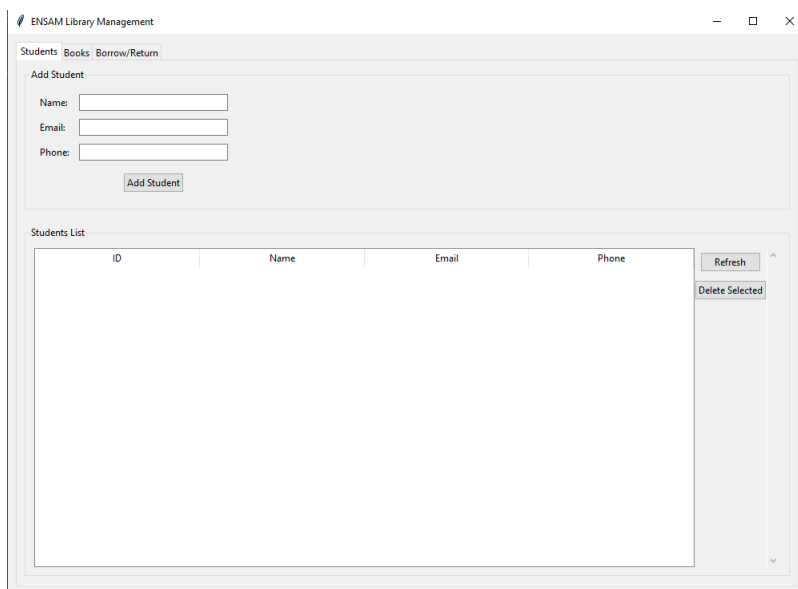 ENSAM Library Management
Students Books Borrow/Return
Add Student
Name:
Email:
Phone:
Add Student
Students List
ID Name Email Phone
Refresh
Delete Selected